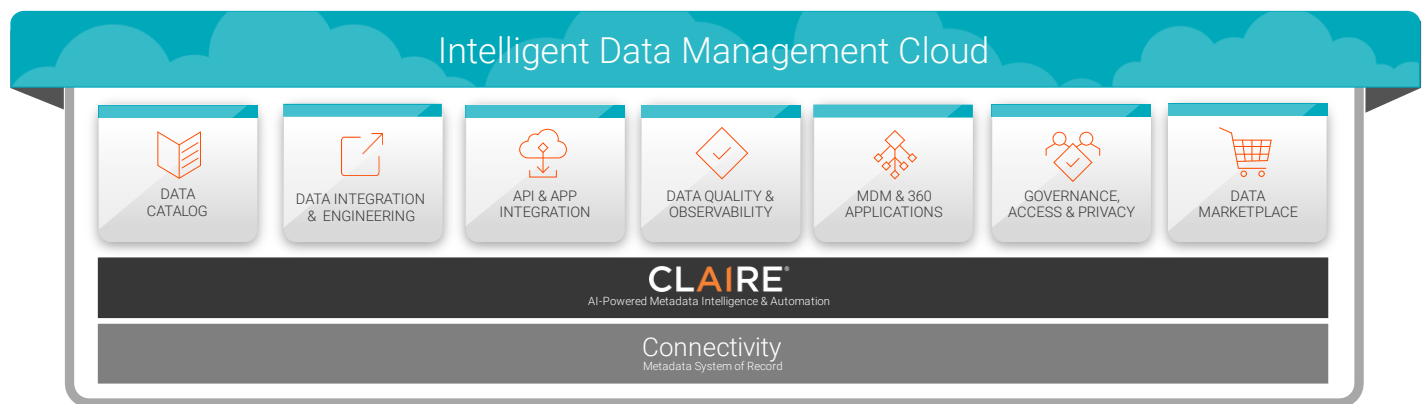 Intelligent Data Management Cloud
DATA
CATALOG
DATA INTEGRATION
& ENGINEERING
API & APP
INTEGRATION
DATA QUALITY &
OBSERVABILITY
MDM & 360
APPLICATIONS
GOVERNANCE,
ACCESS & PRIVACY
DATA
MARKETPLACE
CLAIRE®
AI-Powered Metadata Intelligence & Automation
Connectivity
Metadata System of Record